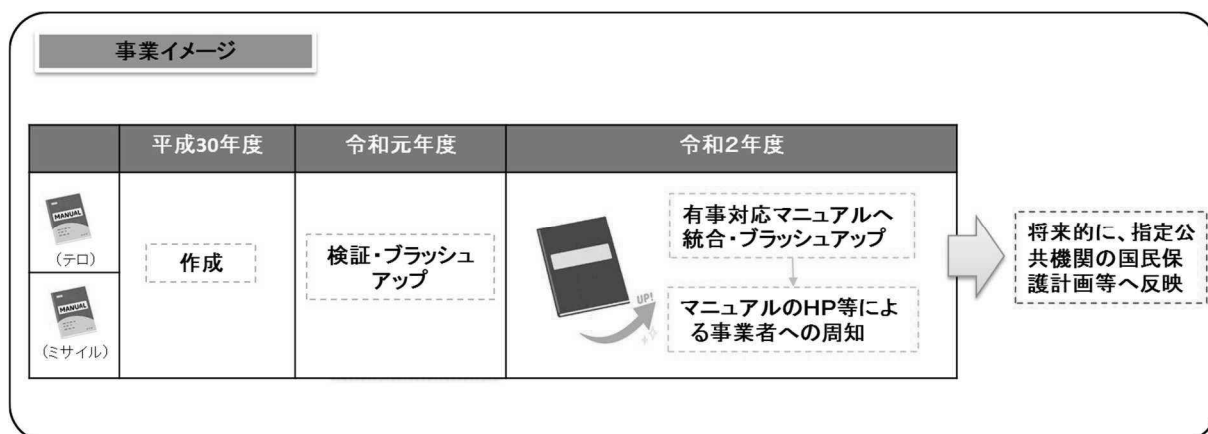 事業イメージ
平成30年度
令和元年度
令和2年度
MANUAL
(テロ)
作成
検証・ブラッシュ
アップ
有事対応マニュアルへ
統合・ブラッシュアップ
UP!
マニュアルのHP等によ
る事業者への周知
MANUAL
(ミサイル)
将来的に、指定公
共機関の国民保
護計画等へ反映